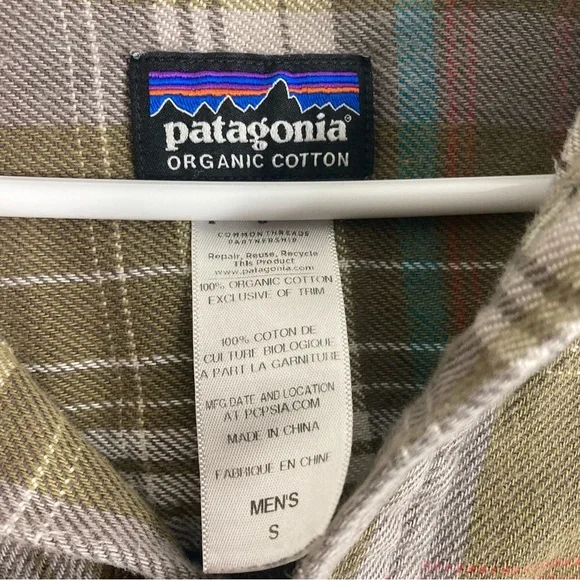 patagonia®
ORGANIC COTTON
COMMON THREADS
PARTNERSHIP
Repair, Reuse, Recycle
This Product
www.patagonia.com
100% ORGANIC COTTON
EXCLUSIVE OF TRIM
100% COTON DE
CULTURE BIOLOGIQUE
A PART LA GARNITURE
MFG DATE AND LOCATION
AT PCPSIA.COM
MADE IN CHINA
FABRIQUE EN CHINE
MEN'S
S